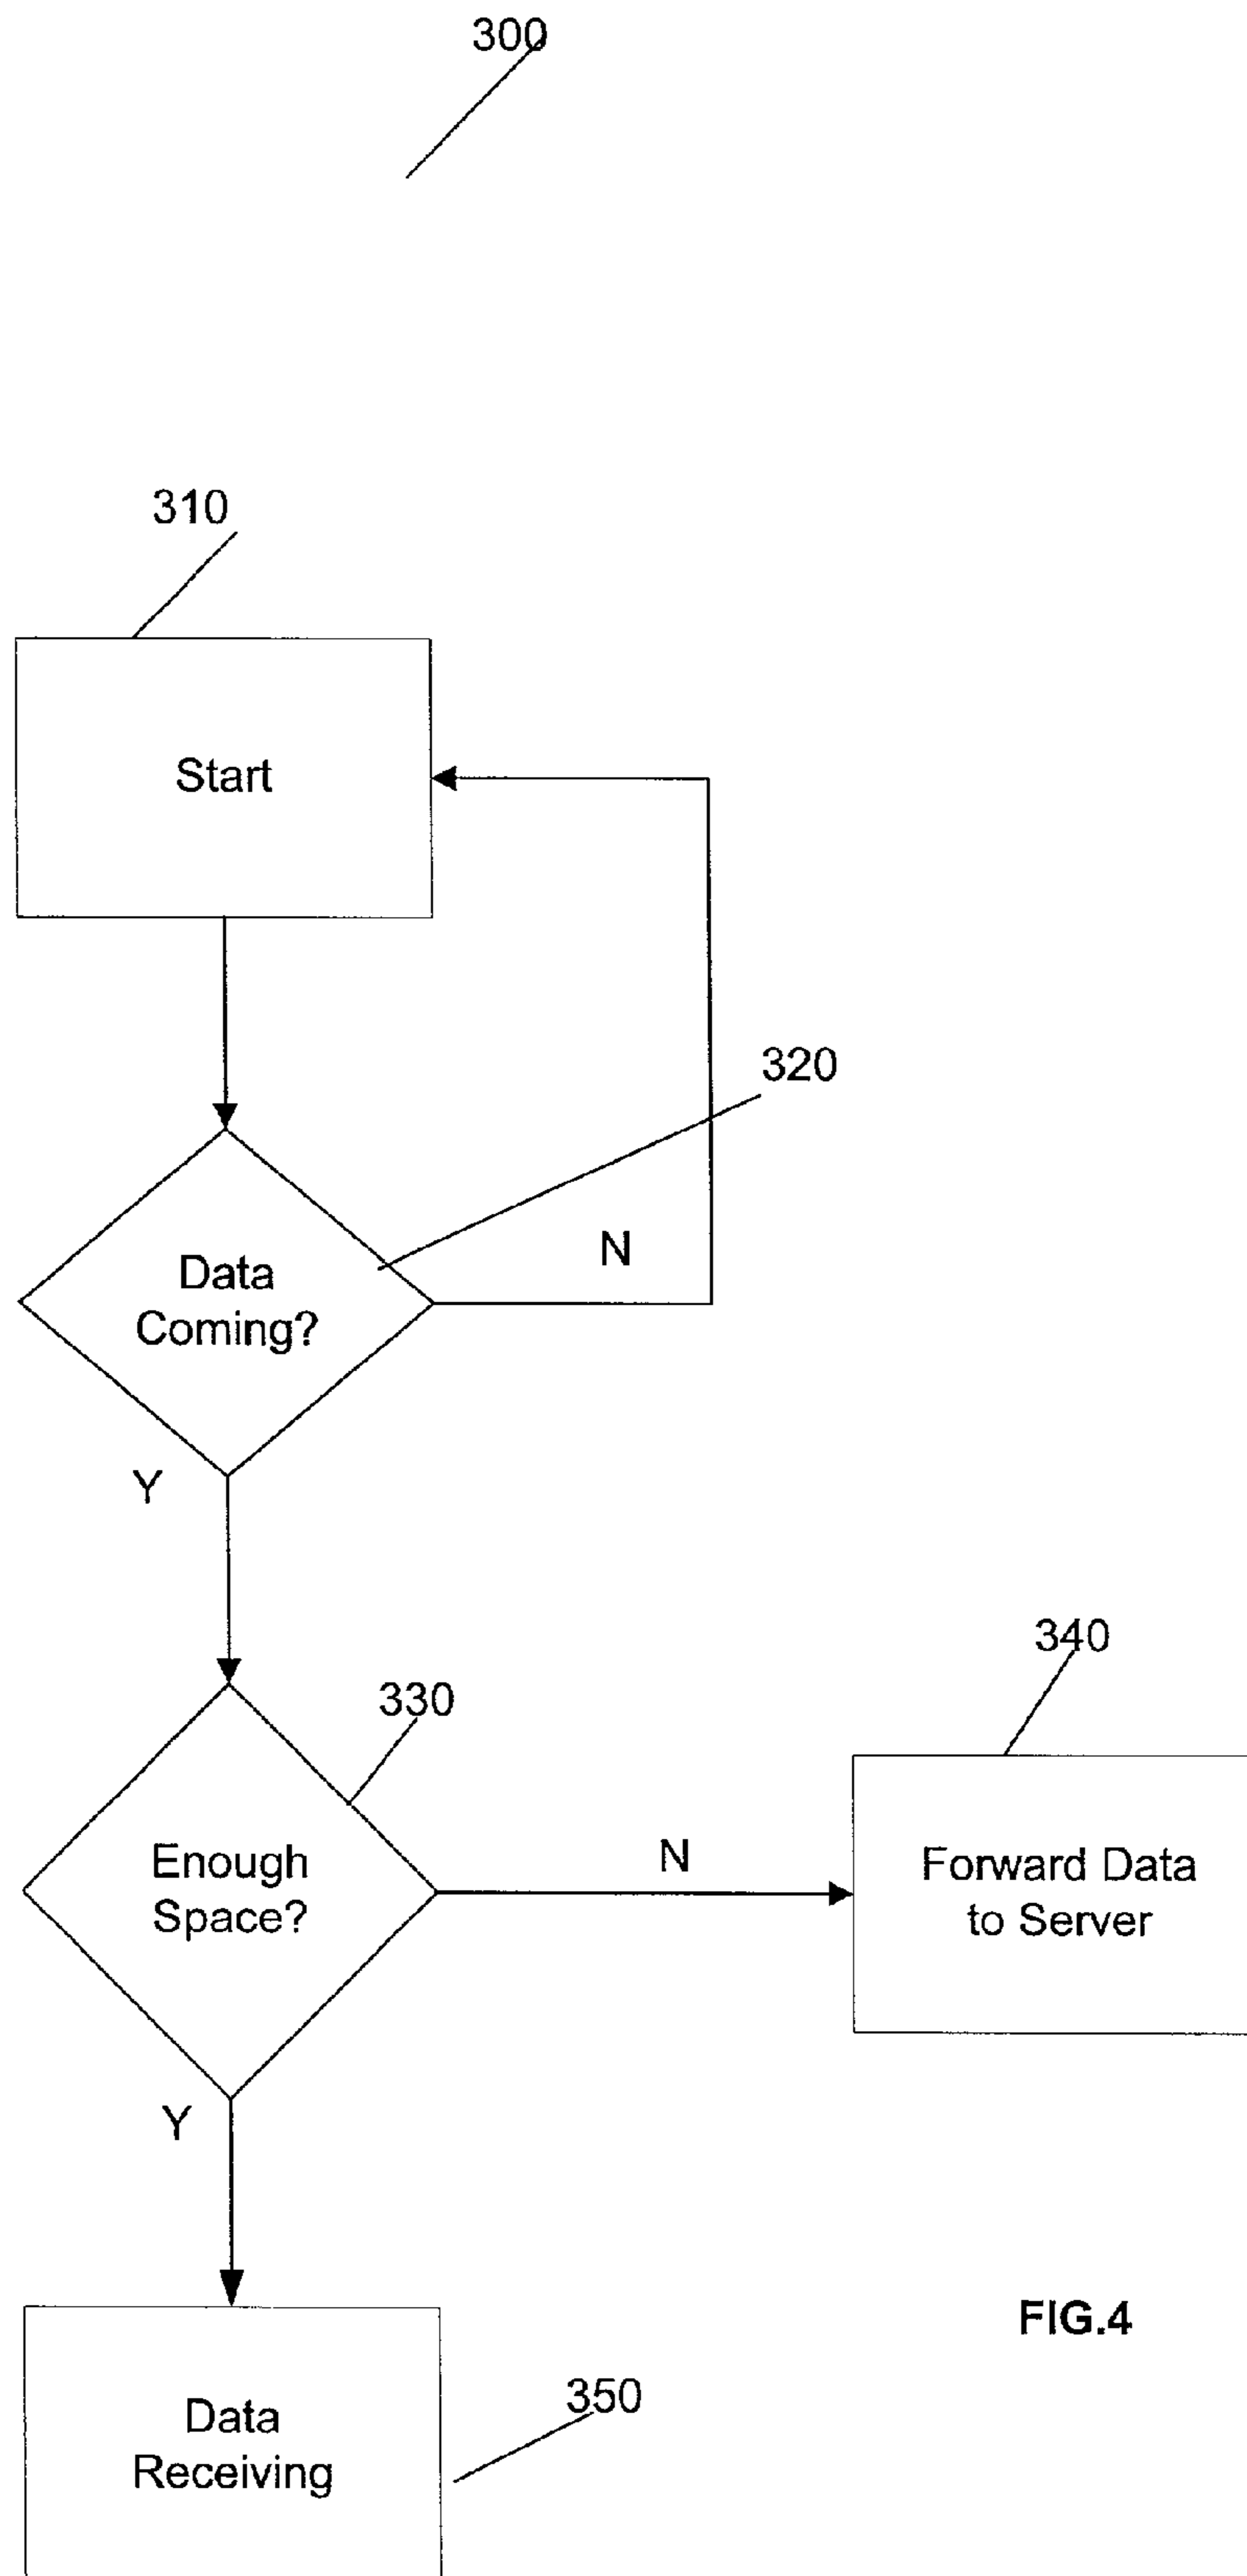 300
310
Start
320
N
Data
Coming?
Y
340
330
N
Enough
Space?
Forward Data
to Server
Y
FIG.4
350
Data
Receiving